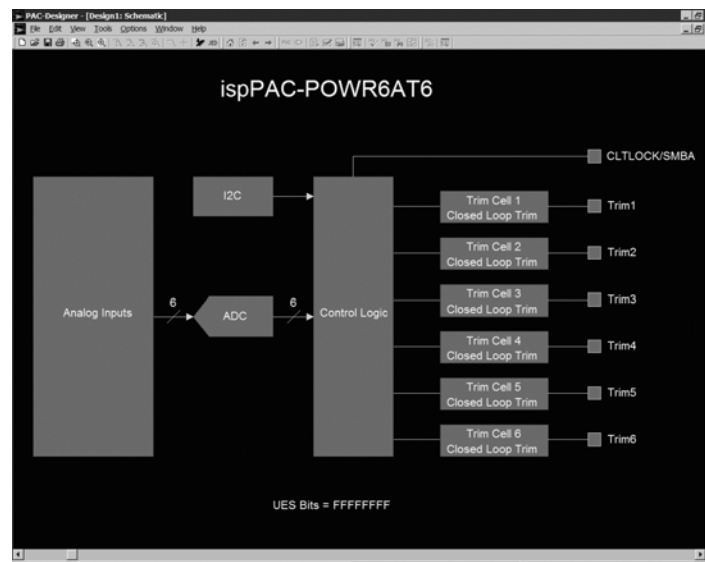 PAC-Designer - [Design1: Schematic]
File Edit View Tools Options Window Help
ispPAC-POWR6AT6
CLTLOCK/SMBA
I2C
Trim Cell 1
Closed Loop Trim
Trim1
Trim Cell 2
Closed Loop Trim
Trim2
Analog Inputs
6
ADC
6
Control Logic
Trim Cell 3
Closed Loop Trim
Trim3
Trim Cell 4
Closed Loop Trim
Trim4
Trim Cell 5
Closed Loop Trim
Trim5
Trim Cell 6
Closed Loop Trim
Trim6
UES Bits = FFFFFFFF